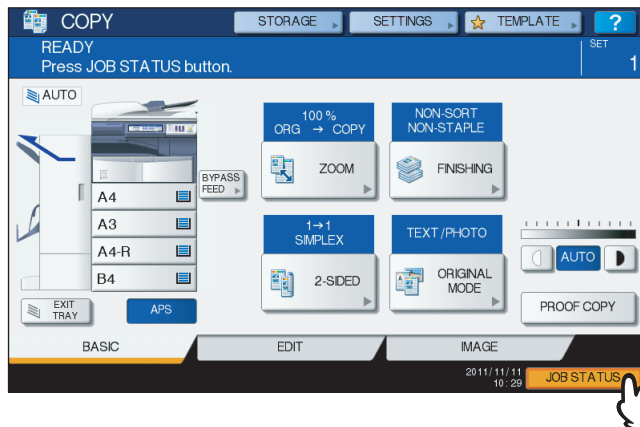 COPY
STORAGE
SETTINGS
TEMPLATE
?
READY
Press JOB STATUS button.
SET
1
AUTO
100 %
ORG → COPY
ZOOM
NON-SORT
NON-STAPLE
FINISHING
BYPASS
FEED
A4
A3
A4-R
B4
1→1
SIMPLEX
2-SIDED
TEXT/PHOTO
ORIGINAL
MODE
AUTO
EXIT
TRAY
APS
PROOF COPY
BASIC
EDIT
IMAGE
2011/11/11
10:29
JOB STATUS